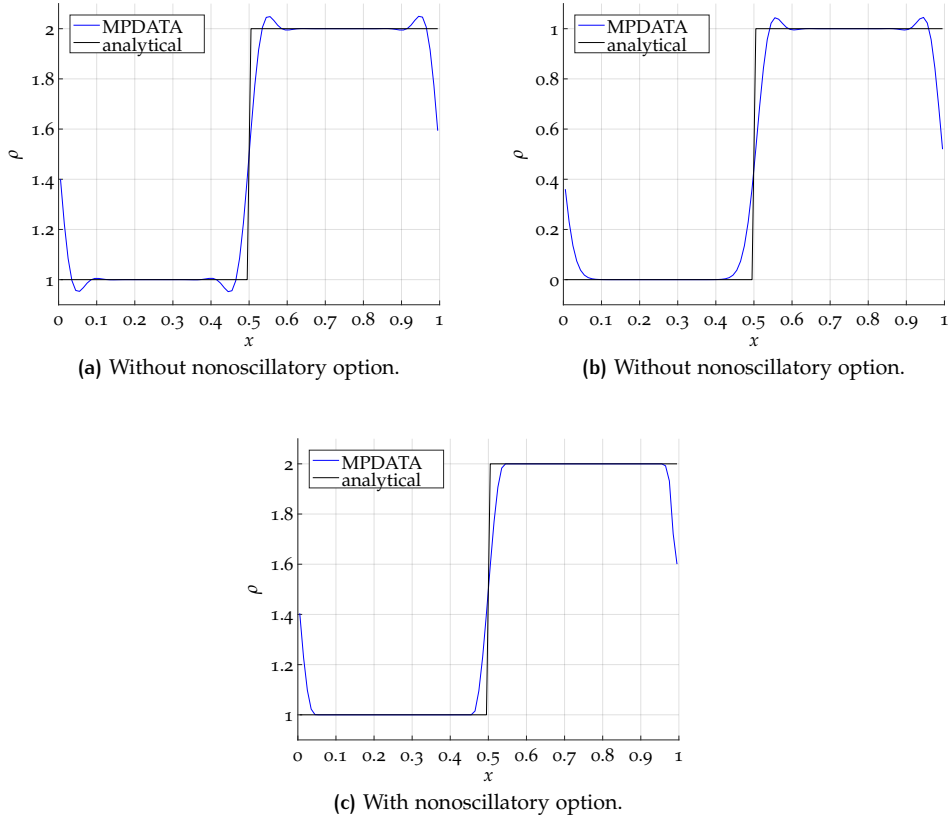 MPDATA
analytical
2
1.8
1.6
1.4
1.2
1
ρ
0 0.1 0.2 0.3 0.4 0.5 0.6 0.7 0.8 0.9 1
x
(a) Without nonoscillatory option.
MPDATA
analytical
1
0.8
0.6
0.4
0.2
0
ρ
0 0.1 0.2 0.3 0.4 0.5 0.6 0.7 0.8 0.9 1
x
(b) Without nonoscillatory option.
MPDATA
analytical
2
1.8
1.6
1.4
1.2
1
ρ
0 0.1 0.2 0.3 0.4 0.5 0.6 0.7 0.8 0.9 1
x
(c) With nonoscillatory option.